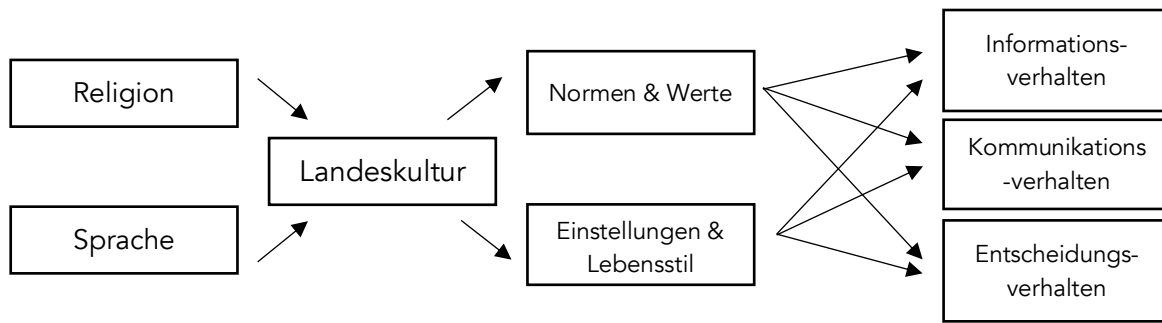 Religion
Sprache
Landeskultur
Normen & Werte
Einstellungen &
Lebensstil
Informations-
verhalten
Kommunikations
-verhalten
Entscheidungs-
verhalten